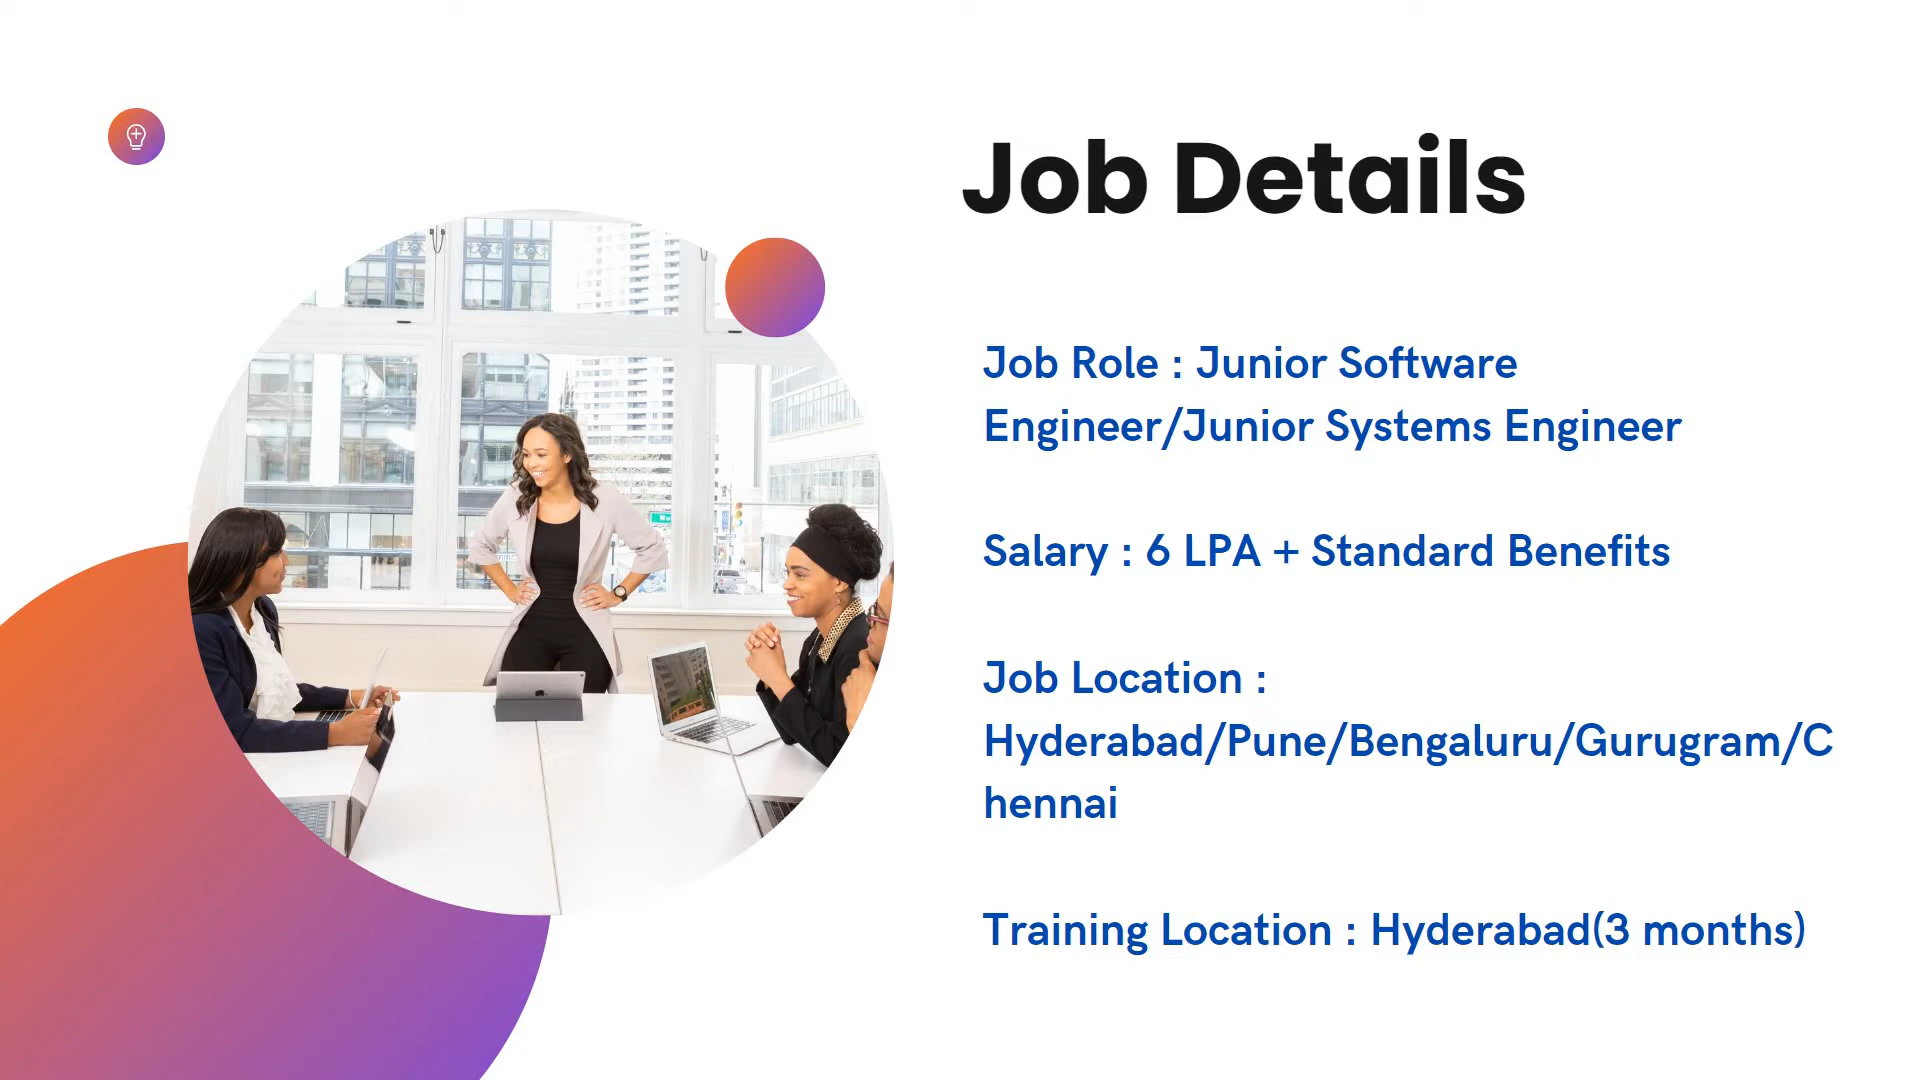 Job Details
Job Role : Junior Software
Engineer/Junior Systems Engineer
Salary : 6 LPA + Standard Benefits
Job Location :
Hyderabad/Pune/Bengaluru/Gurugram/C
hennai
Training Location : Hyderabad(3 months)